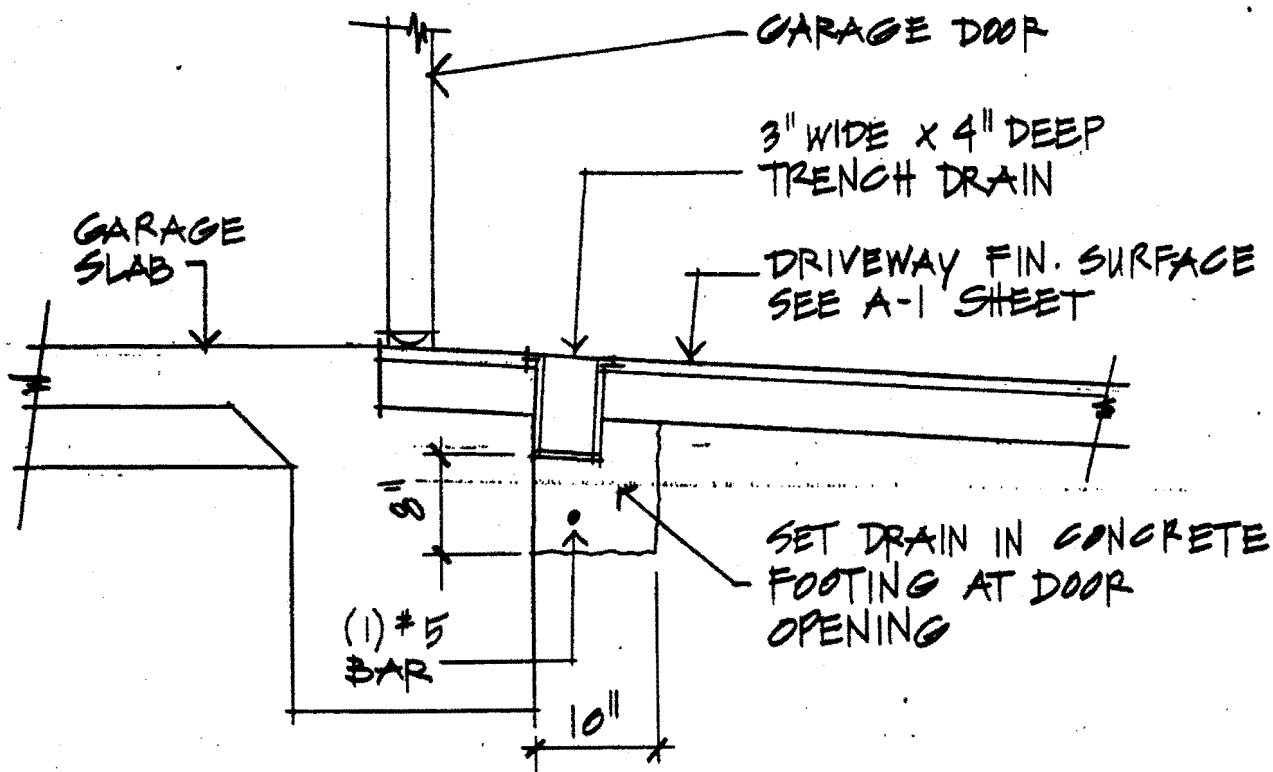 GARAGE DOOR
3" WIDE X 4" DEEP
TRENCH DRAIN
GARAGE
SLAB
DRIVEWAY FIN. SURFACE
SEE A-1 SHEET
8"
SET DRAIN IN CONCRETE
FOOTING AT DOOR
OPENING
(1) #5
BAR
10"